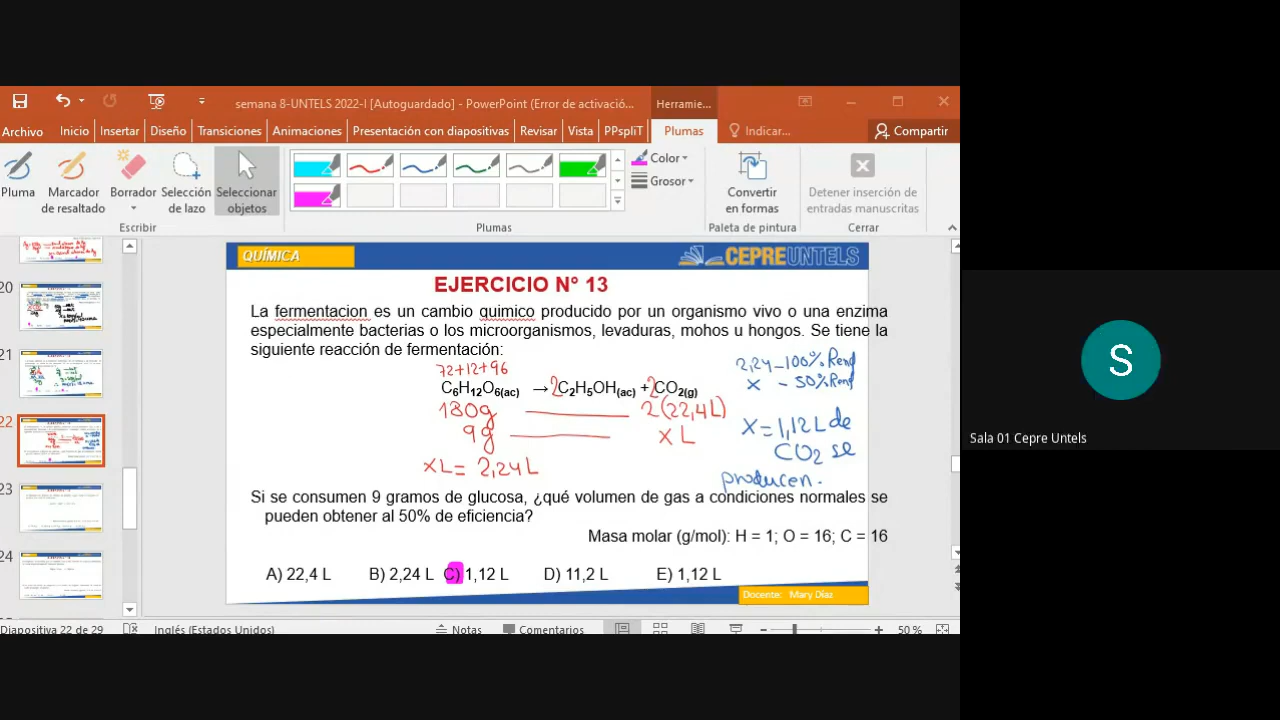 semana 8-UNTELS 2022-I [Autoguardado] - PowerPoint (Error de activació...
Herramie...
Archivo Inicio Insertar Diseño Transiciones Animaciones Presentación con diapositivas Revisar Vista PPspliT Plumas Indicar... Compartir
Pluma
Marcador de resaltado
Borrador
Selección de lazo
Seleccionar objetos
Color
Grosor
Convertir en formas
Detener inserción de entradas manuscritas
Escribir
Plumas
Paleta de pintura
Cerrar
20
21
22
23
24
QUÍMICA
CEPREUNTELS
EJERCICIO N° 13
La fermentacion es un cambio quimico producido por un organismo vivo o una enzima
especialmente bacterias o los microorganismos, levaduras, mohos u hongos. Se tiene la
siguiente reacción de fermentación:
72+12+96
C6H12O6(ac) → 2C2H5OH(ac) + 2CO2(g)
180g ——— 2(22,4L)
9g ——— x L
xL = 2,24L
2,24 – 100% Rend
x – 50% Rend
x = 1,12 L de
CO2 se
producen.
Si se consumen 9 gramos de glucosa, ¿qué volumen de gas a condiciones normales se
pueden obtener al 50% de eficiencia?
Masa molar (g/mol): H = 1; O = 16; C = 16
A) 22,4 L B) 2,24 L C) 1,12 L D) 11,2 L E) 1,12 L
Docente: Mary Díaz
Diapositiva 22 de 29 Inglés (Estados Unidos) Notas Comentarios 50 %
S
Sala 01 Cepre Untels